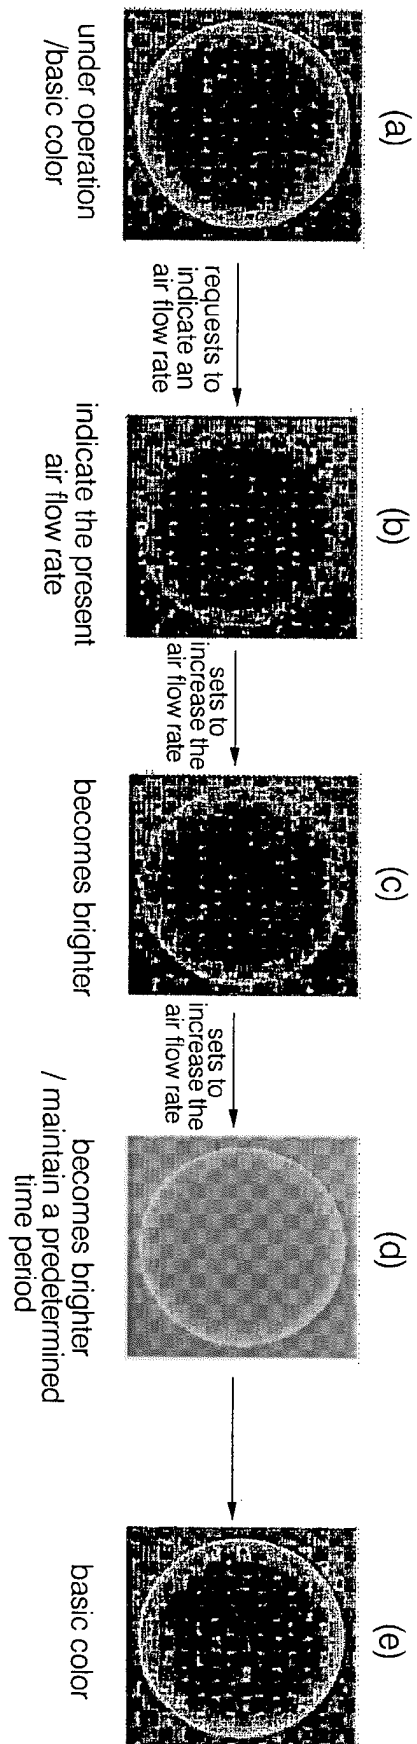 (a)
under operation
/basic color
requests to
indicate an
air flow rate
(b)
indicate the present
air flow rate
sets to
increase the
air flow rate
(c)
becomes brighter
sets to
increase the
air flow rate
(d)
becomes brighter
/ maintain a predetermined
time period
(e)
basic color